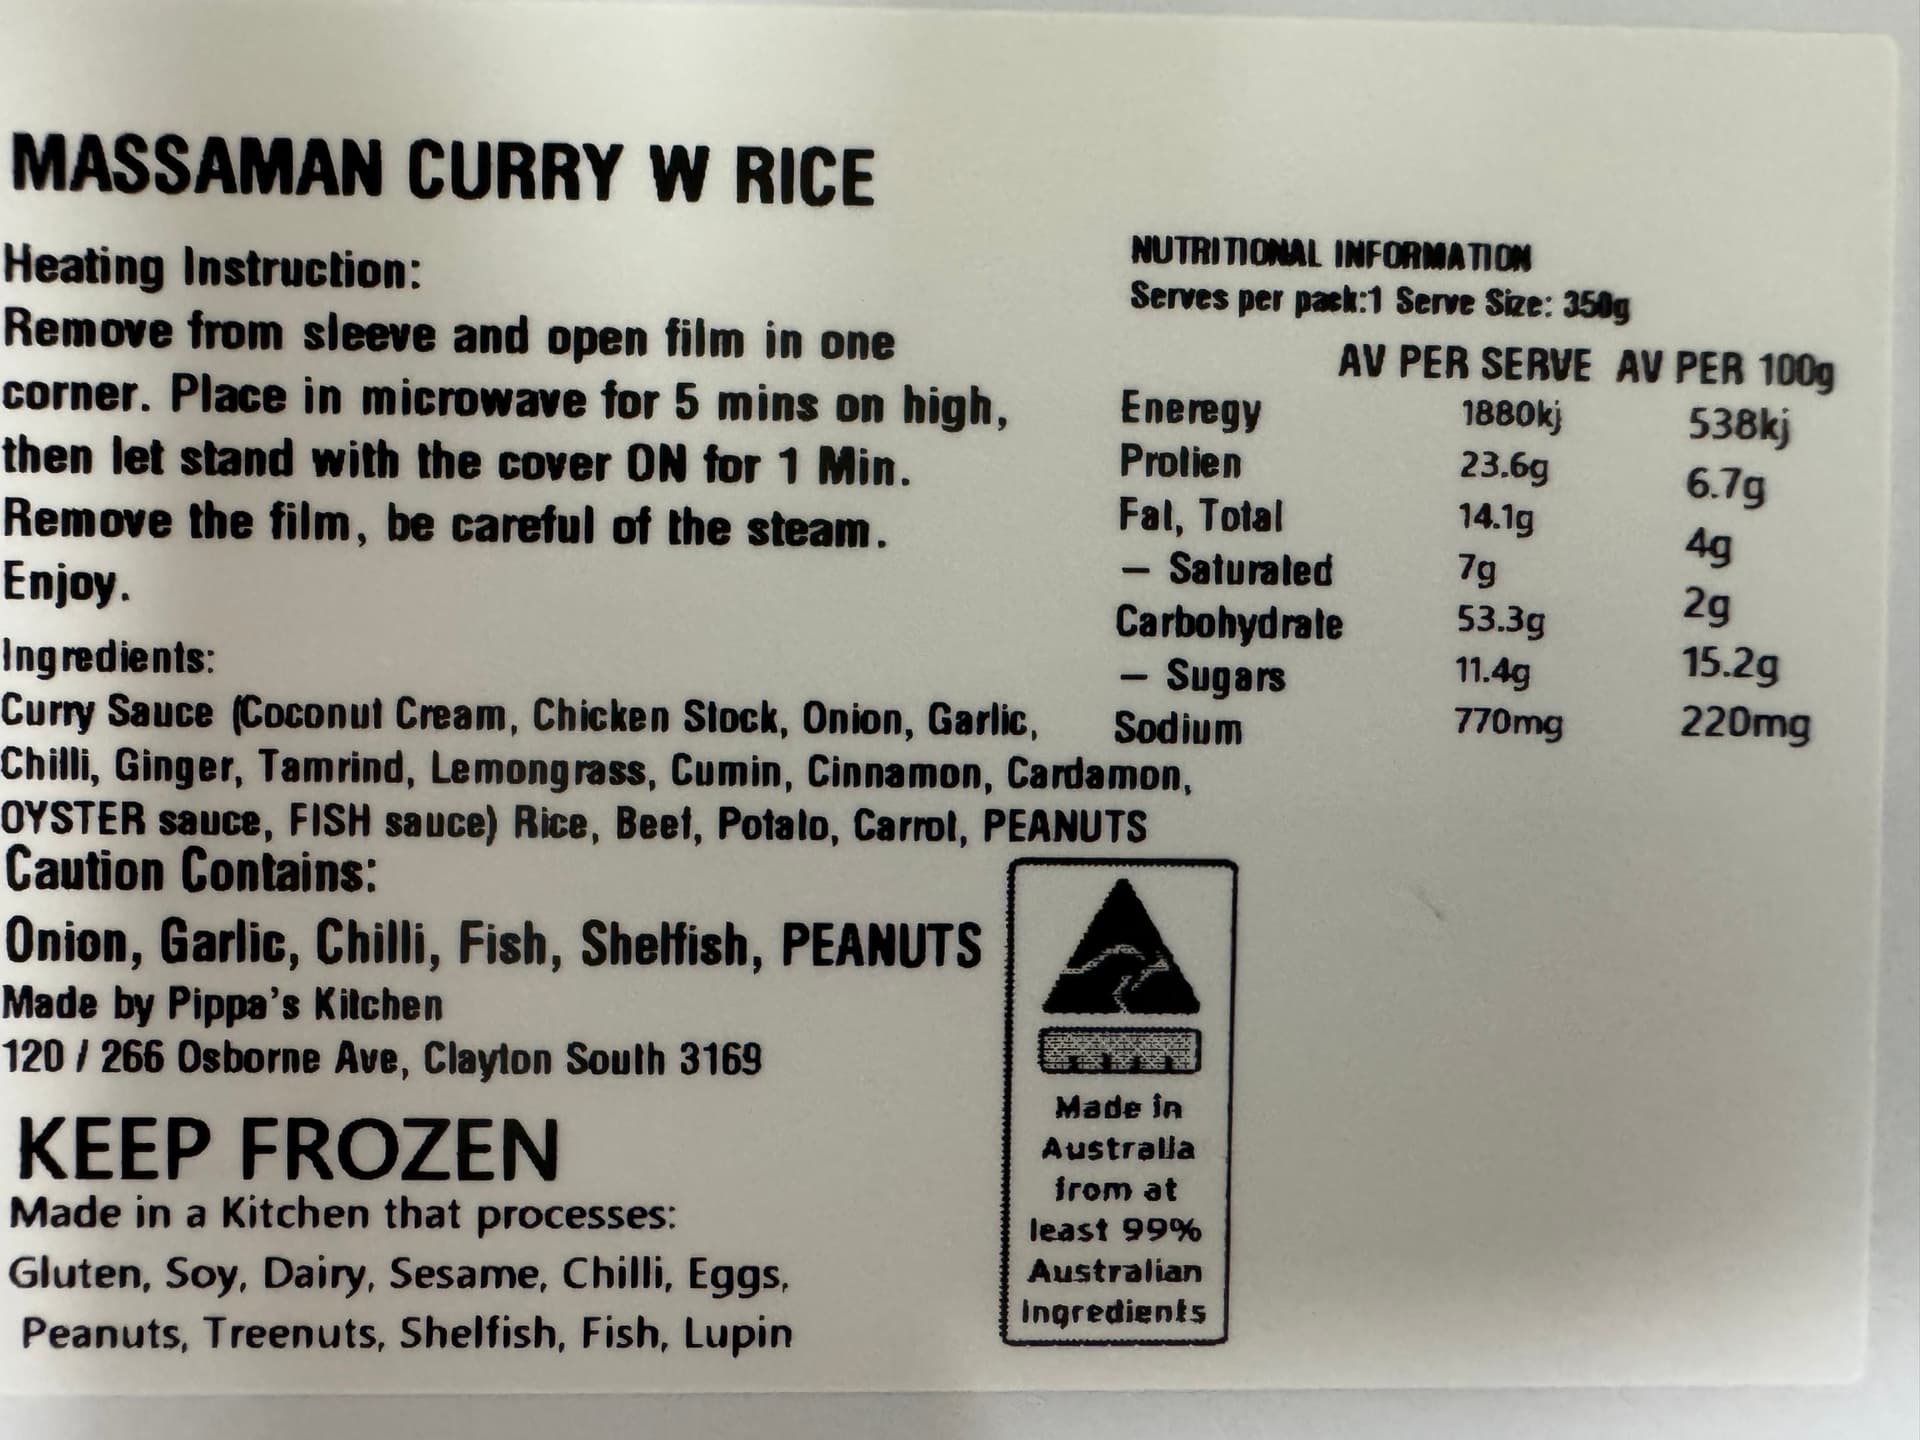 MASSAMAN CURRY W RICE
Heating Instruction:
Remove from sleeve and open film in one
corner. Place in microwave for 5 mins on high,
then let stand with the cover ON for 1 Min.
Remove the film, be careful of the steam.
Enjoy.
Ingredients:
Curry Sauce (Coconut Cream, Chicken Stock, Onion, Garlic,
Chilli, Ginger, Tamrind, Lemongrass, Cumin, Cinnamon, Cardamon,
OYSTER sauce, FISH sauce) Rice, Beef, Potato, Carrot, PEANUTS
Caution Contains:
Onion, Garlic, Chilli, Fish, Shelfish, PEANUTS
Made by Pippa's Kitchen
120 / 266 Osborne Ave, Clayton South 3169
KEEP FROZEN
Made in a Kitchen that processes:
Gluten, Soy, Dairy, Sesame, Chilli, Eggs,
Peanuts, Treenuts, Shelfish, Fish, Lupin
NUTRITIONAL INFORMATION
Serves per pack:1 Serve Size: 350g
AV PER SERVE AV PER 100g
Eneregy 1880kj 538kj
Protien 23.6g 6.7g
Fat, Total 14.1g 4g
– Saturated 7g 2g
Carbohydrate 53.3g 15.2g
– Sugars 11.4g
Sodium 770mg 220mg
Made in
Australia
from at
least 99%
Australian
ingredients